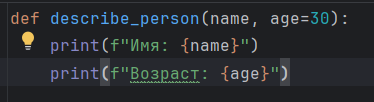 def describe_person(name, age=30):
    print(f"Имя: {name}")
    print(f"Возраст: {age}")